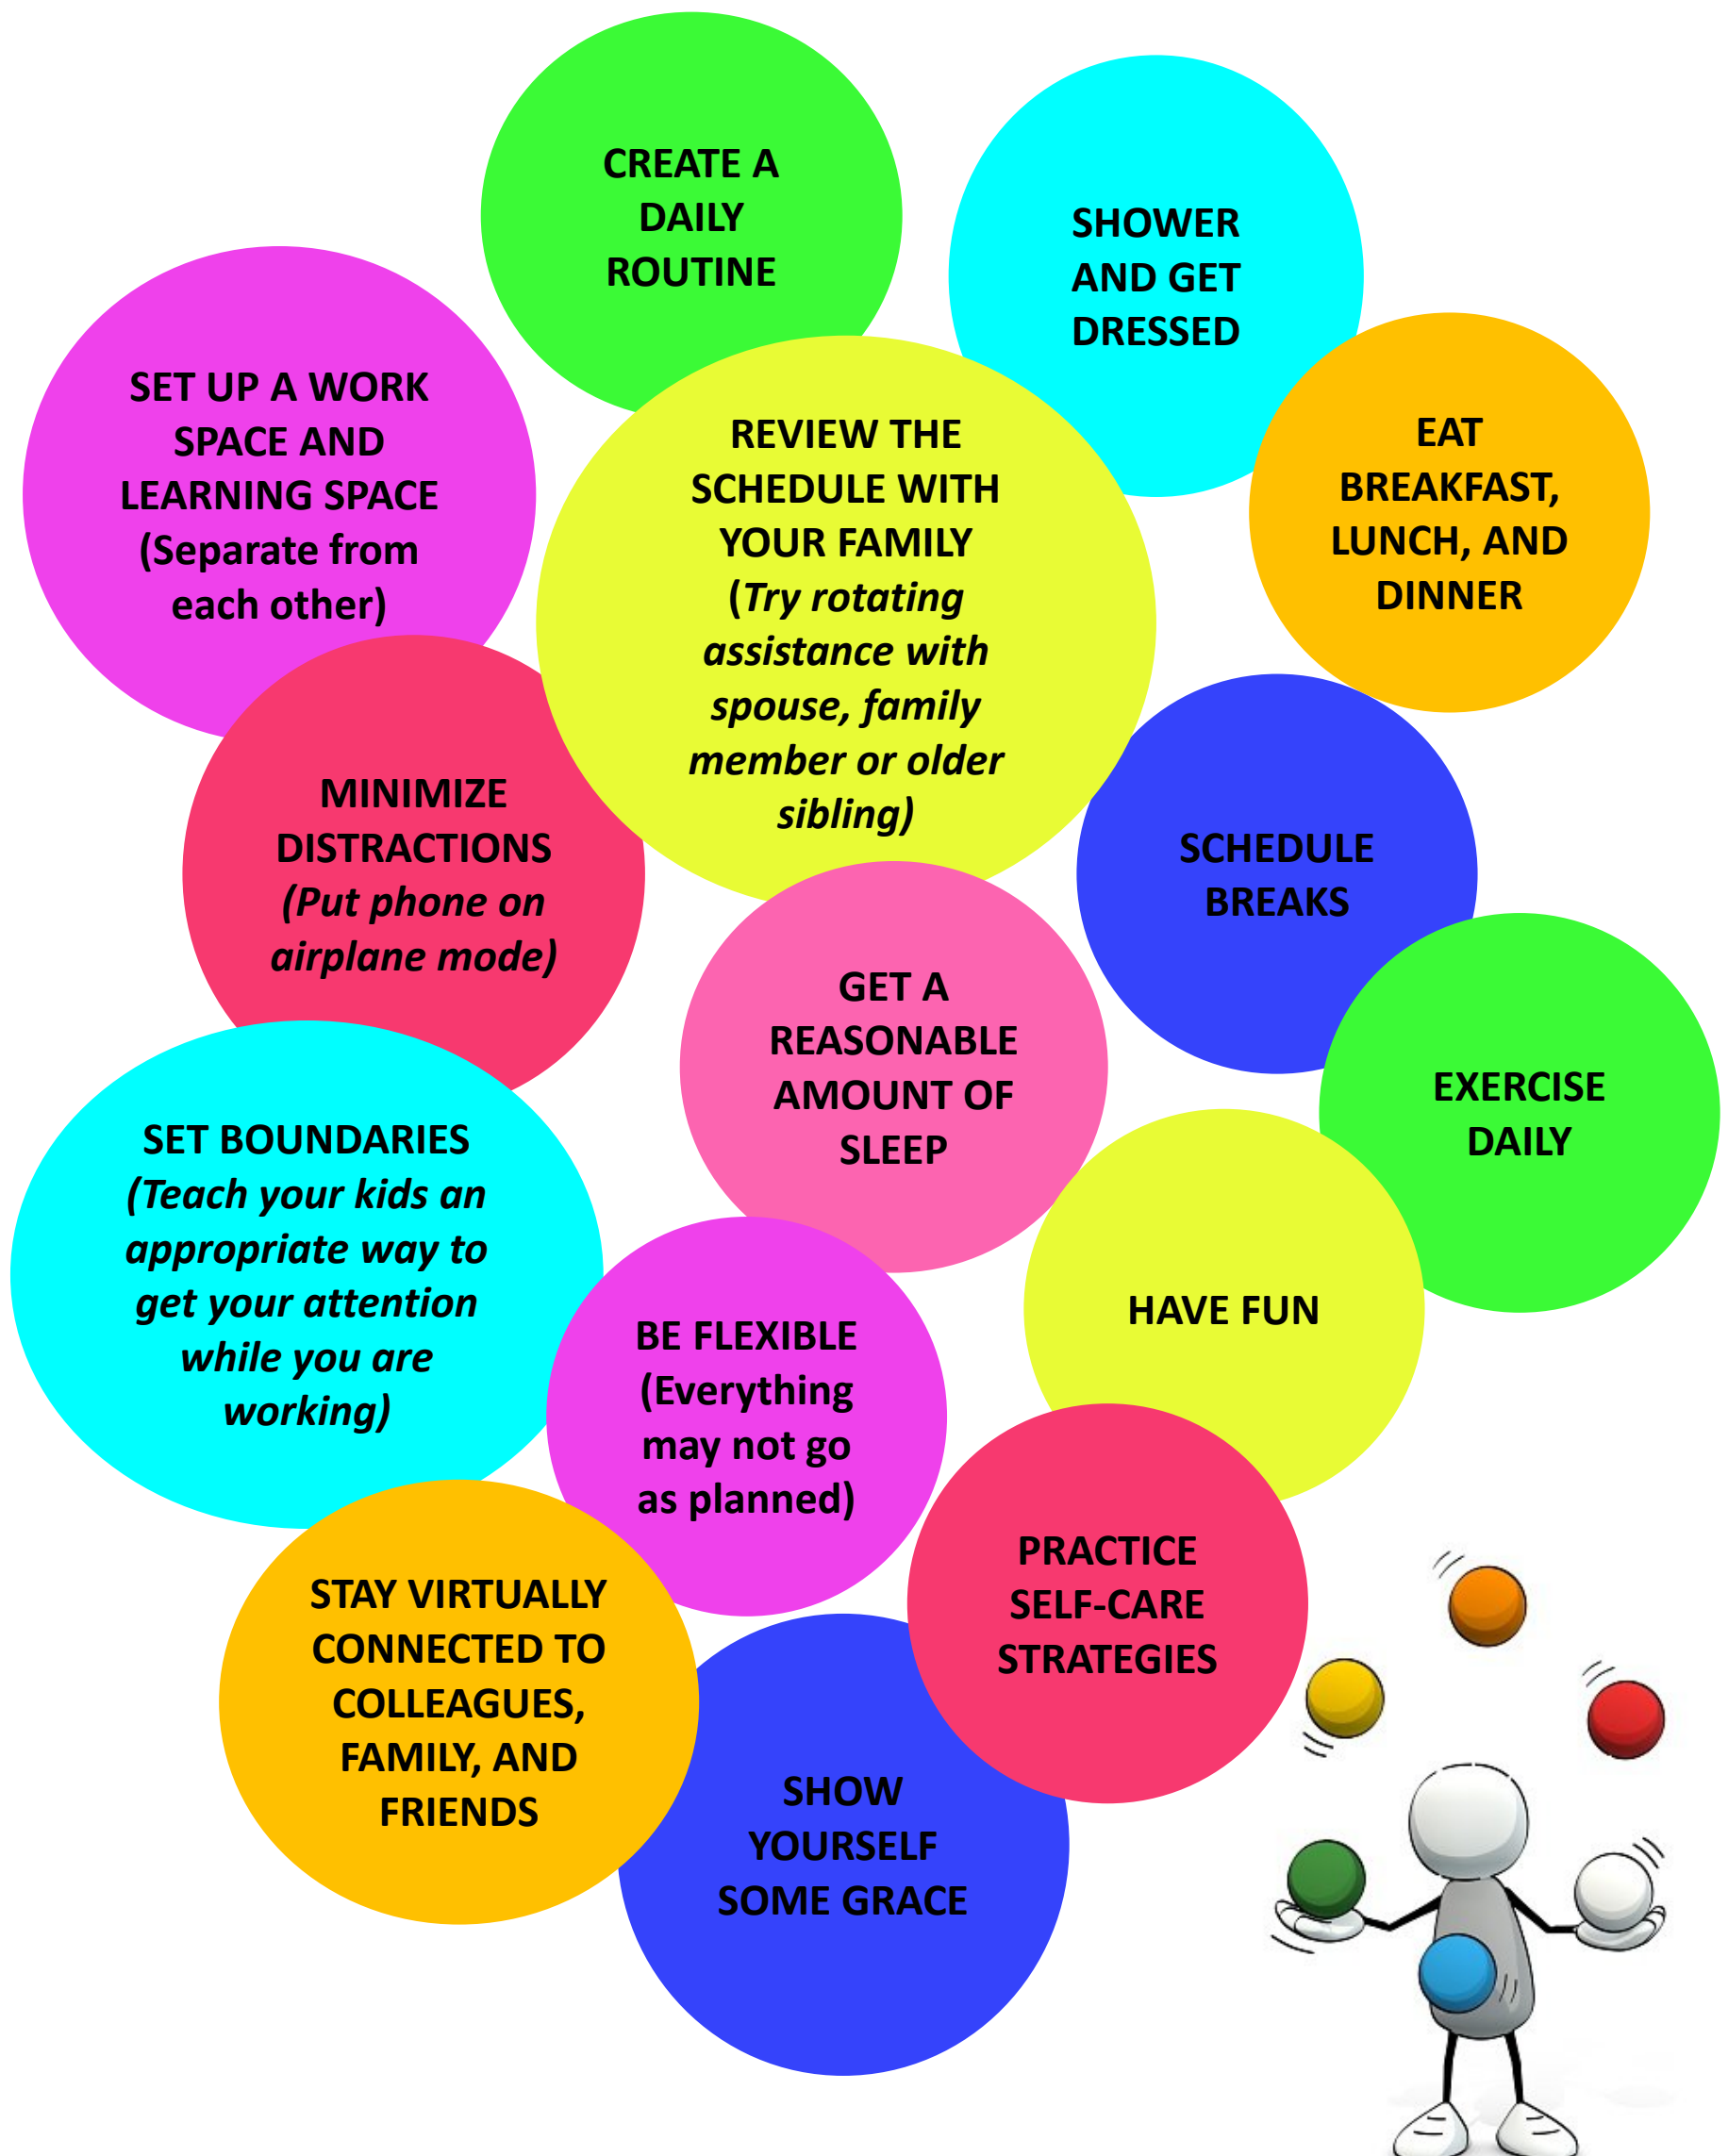 CREATE A
DAILY
ROUTINE
SHOWER
AND GET
DRESSED
SET UP A WORK
SPACE AND
LEARNING SPACE
(Separate from
each other)
REVIEW THE
SCHEDULE WITH
YOUR FAMILY
(Try rotating
assistance with
spouse, family
member or older
sibling)
EAT
BREAKFAST,
LUNCH, AND
DINNER
MINIMIZE
DISTRACTIONS
(Put phone on
airplane mode)
SCHEDULE
BREAKS
GET A
REASONABLE
AMOUNT OF
SLEEP
EXERCISE
DAILY
SET BOUNDARIES
(Teach your kids an
appropriate way to
get your attention
while you are
working)
HAVE FUN
BE FLEXIBLE
(Everything
may not go
as planned)
PRACTICE
SELF-CARE
STRATEGIES
STAY VIRTUALLY
CONNECTED TO
COLLEAGUES,
FAMILY, AND
FRIENDS
SHOW
YOURSELF
SOME GRACE